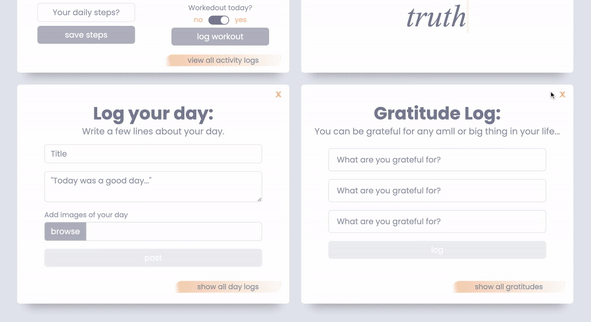 Your daily steps?
save steps
Workedout today?
no yes
log workout
view all activity logs
truth
x
Log your day:
Write a few lines about your day.
Title
"Today was a good day..."
Add images of your day
browse
post
show all day logs
x
Gratitude Log:
You can be grateful for any amll or big thing in your life...
What are you grateful for?
What are you grateful for?
What are you grateful for?
log
show all gratitudes